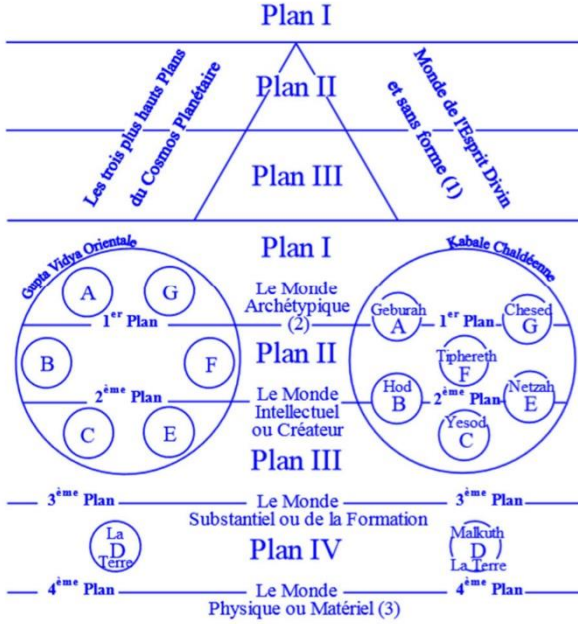 Plan I
Les trois plus hauts Plans
du Cosmos Planétaire
Plan II
Plan III
Monde de l'Esprit Divin
et sans forme (1)
Plan I
Gupta Vidya Orientale
Kabale Chaldéenne
A
G
Le Monde
Archétypique
(2)
Geburah
A
Chesed
G
1er Plan
1er Plan
B
F
Plan II
Tiphereth
F
2ème Plan
Le Monde
Intellectuel
ou Créateur
Hod
B
2ème Plan
Netzah
E
C
E
Yesod
C
Plan III
3ème Plan
Le Monde
Substantiel ou de la Formation
3ème Plan
La
D
Terre
Plan IV
Malkuth
D
La Terre
4ème Plan
Le Monde
Physique ou Matériel (3)
4ème Plan